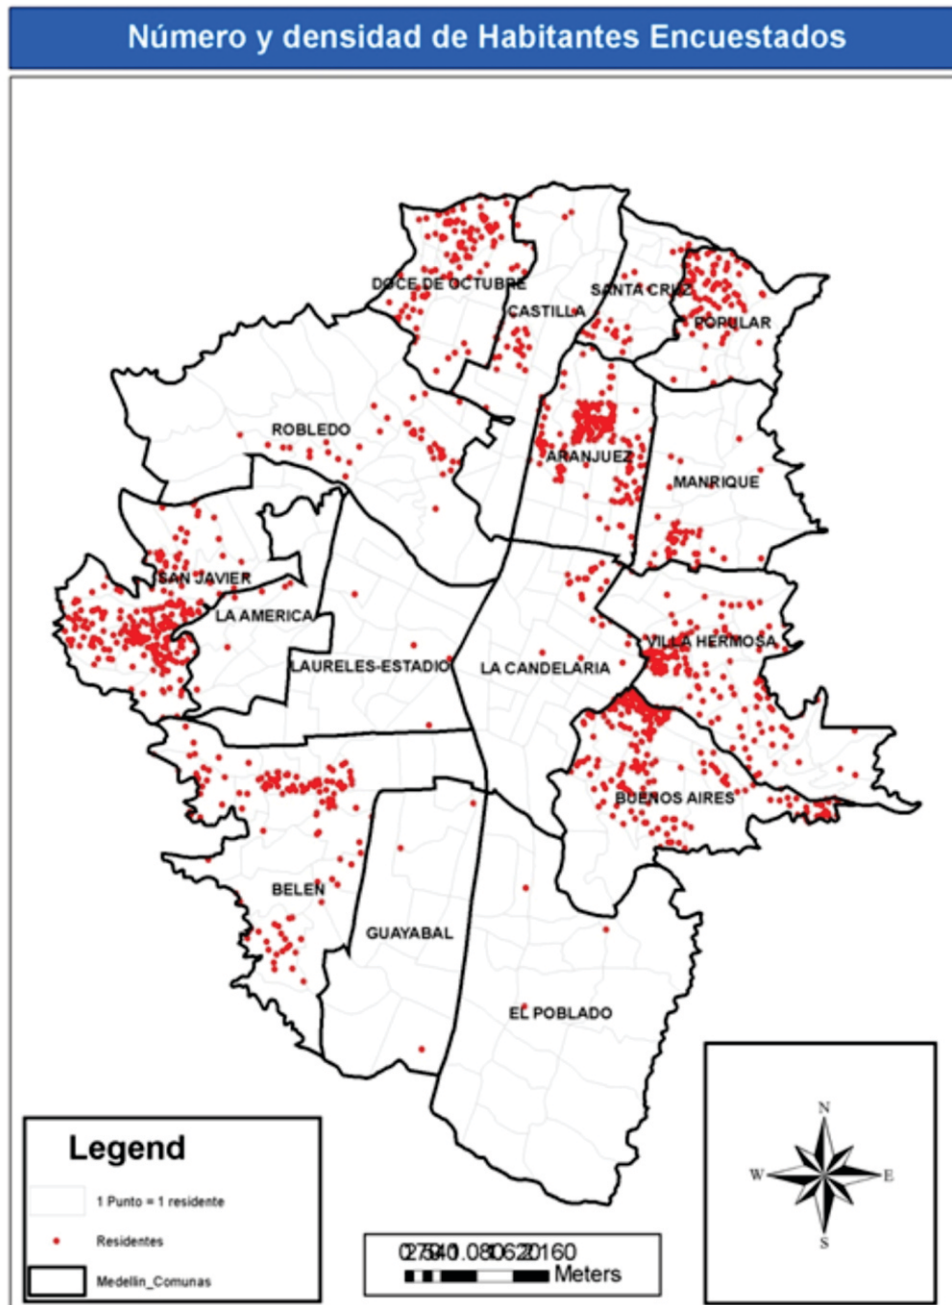 Número y densidad de Habitantes Encuestados
DOCE DE OCTUBRE
SANTA CRUZ
CASTILLA
POPULAR
ROBLEDO
ARANJUEZ
MANRIQUE
SAN JAVIER
LA AMERICA
VILLA HERMOSA
LAURELES-ESTADIO
LA CANDELARIA
BUENOS AIRES
BELEN
GUAYABAL
EL POBLADO
N
W
E
S
Legend
1 Punto = 1 residente
Residentes
Medellin_Comunas
Meters